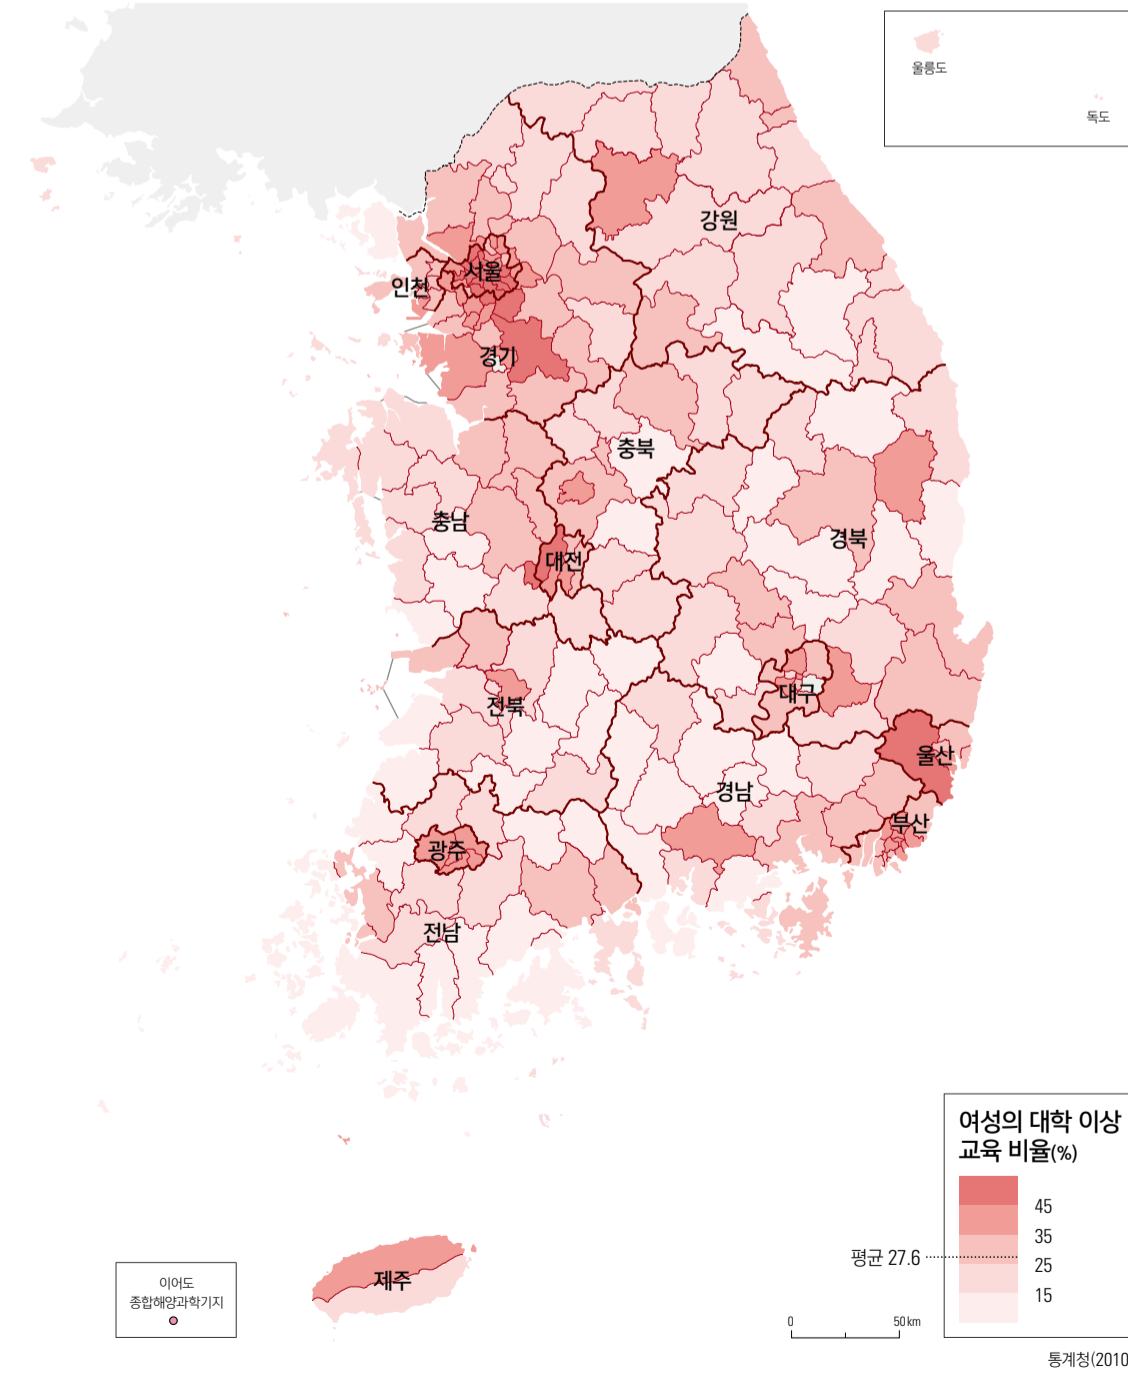 울릉도
독도
강원
서울
인천
경기
충북
충남
경북
대전
전북
대구
울산
경남
부산
광주
전남
제주
여성의 대학 이상
교육 비율(%)
45
35
평균 27.6
25
15
이어도
종합해양과학기지
0 50 km
통계청(2010